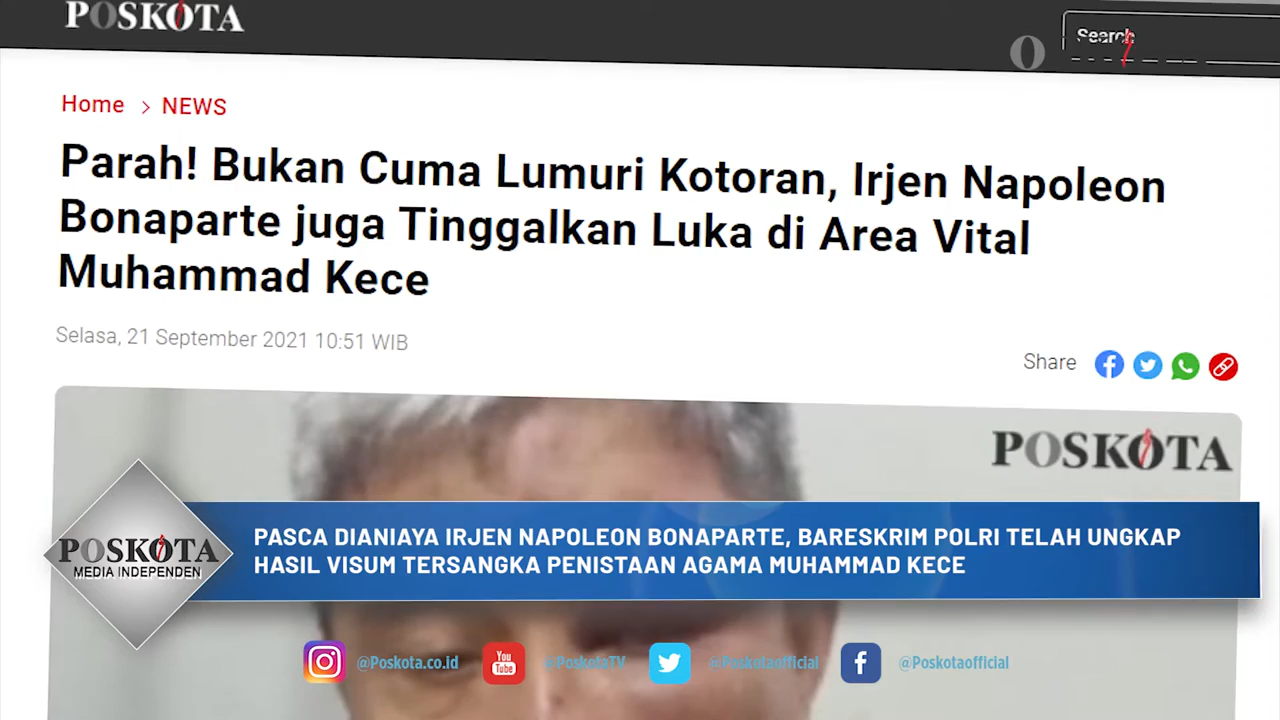 POSKOTA
Search
O
Home > NEWS
Parah! Bukan Cuma Lumuri Kotoran, Irjen Napoleon
Bonaparte juga Tinggalkan Luka di Area Vital
Muhammad Kece
Selasa, 21 September 2021 10:51 WIB
Share
POSKOTA
PASCA DIANIAYA IRJEN NAPOLEON BONAPARTE, BARESKRIM POLRI TELAH UNGKAP
HASIL VISUM TERSANGKA PENISTAAN AGAMA MUHAMMAD KECE
POSKOTA
MEDIA INDEPENDEN
@Poskota.co.id
You
Tube
@PoskotaTV
@Poskotaofficial
@Poskotaofficial